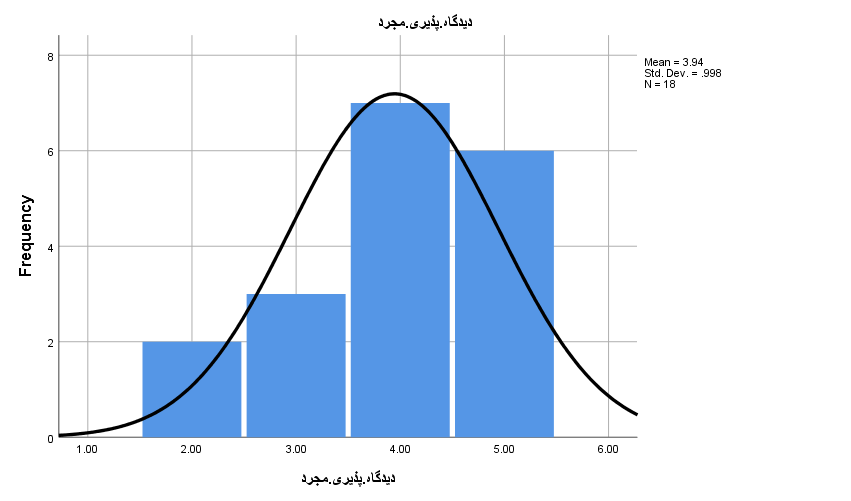 دیدگاه.پذیری.مجرد
Mean = 3.94
Std. Dev. = .998
N = 18
Frequency
8
6
4
2
0
1.00 2.00 3.00 4.00 5.00 6.00
دیدگاه.پذیری.مجرد